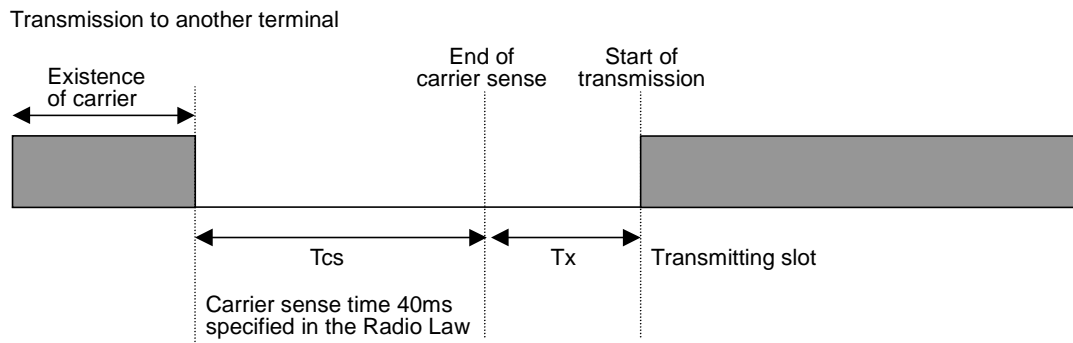 Transmission to another terminal
Existence
of carrier
End of
carrier sense
Start of
transmission
Tcs
Tx
Transmitting slot
Carrier sense time 40ms
specified in the Radio Law